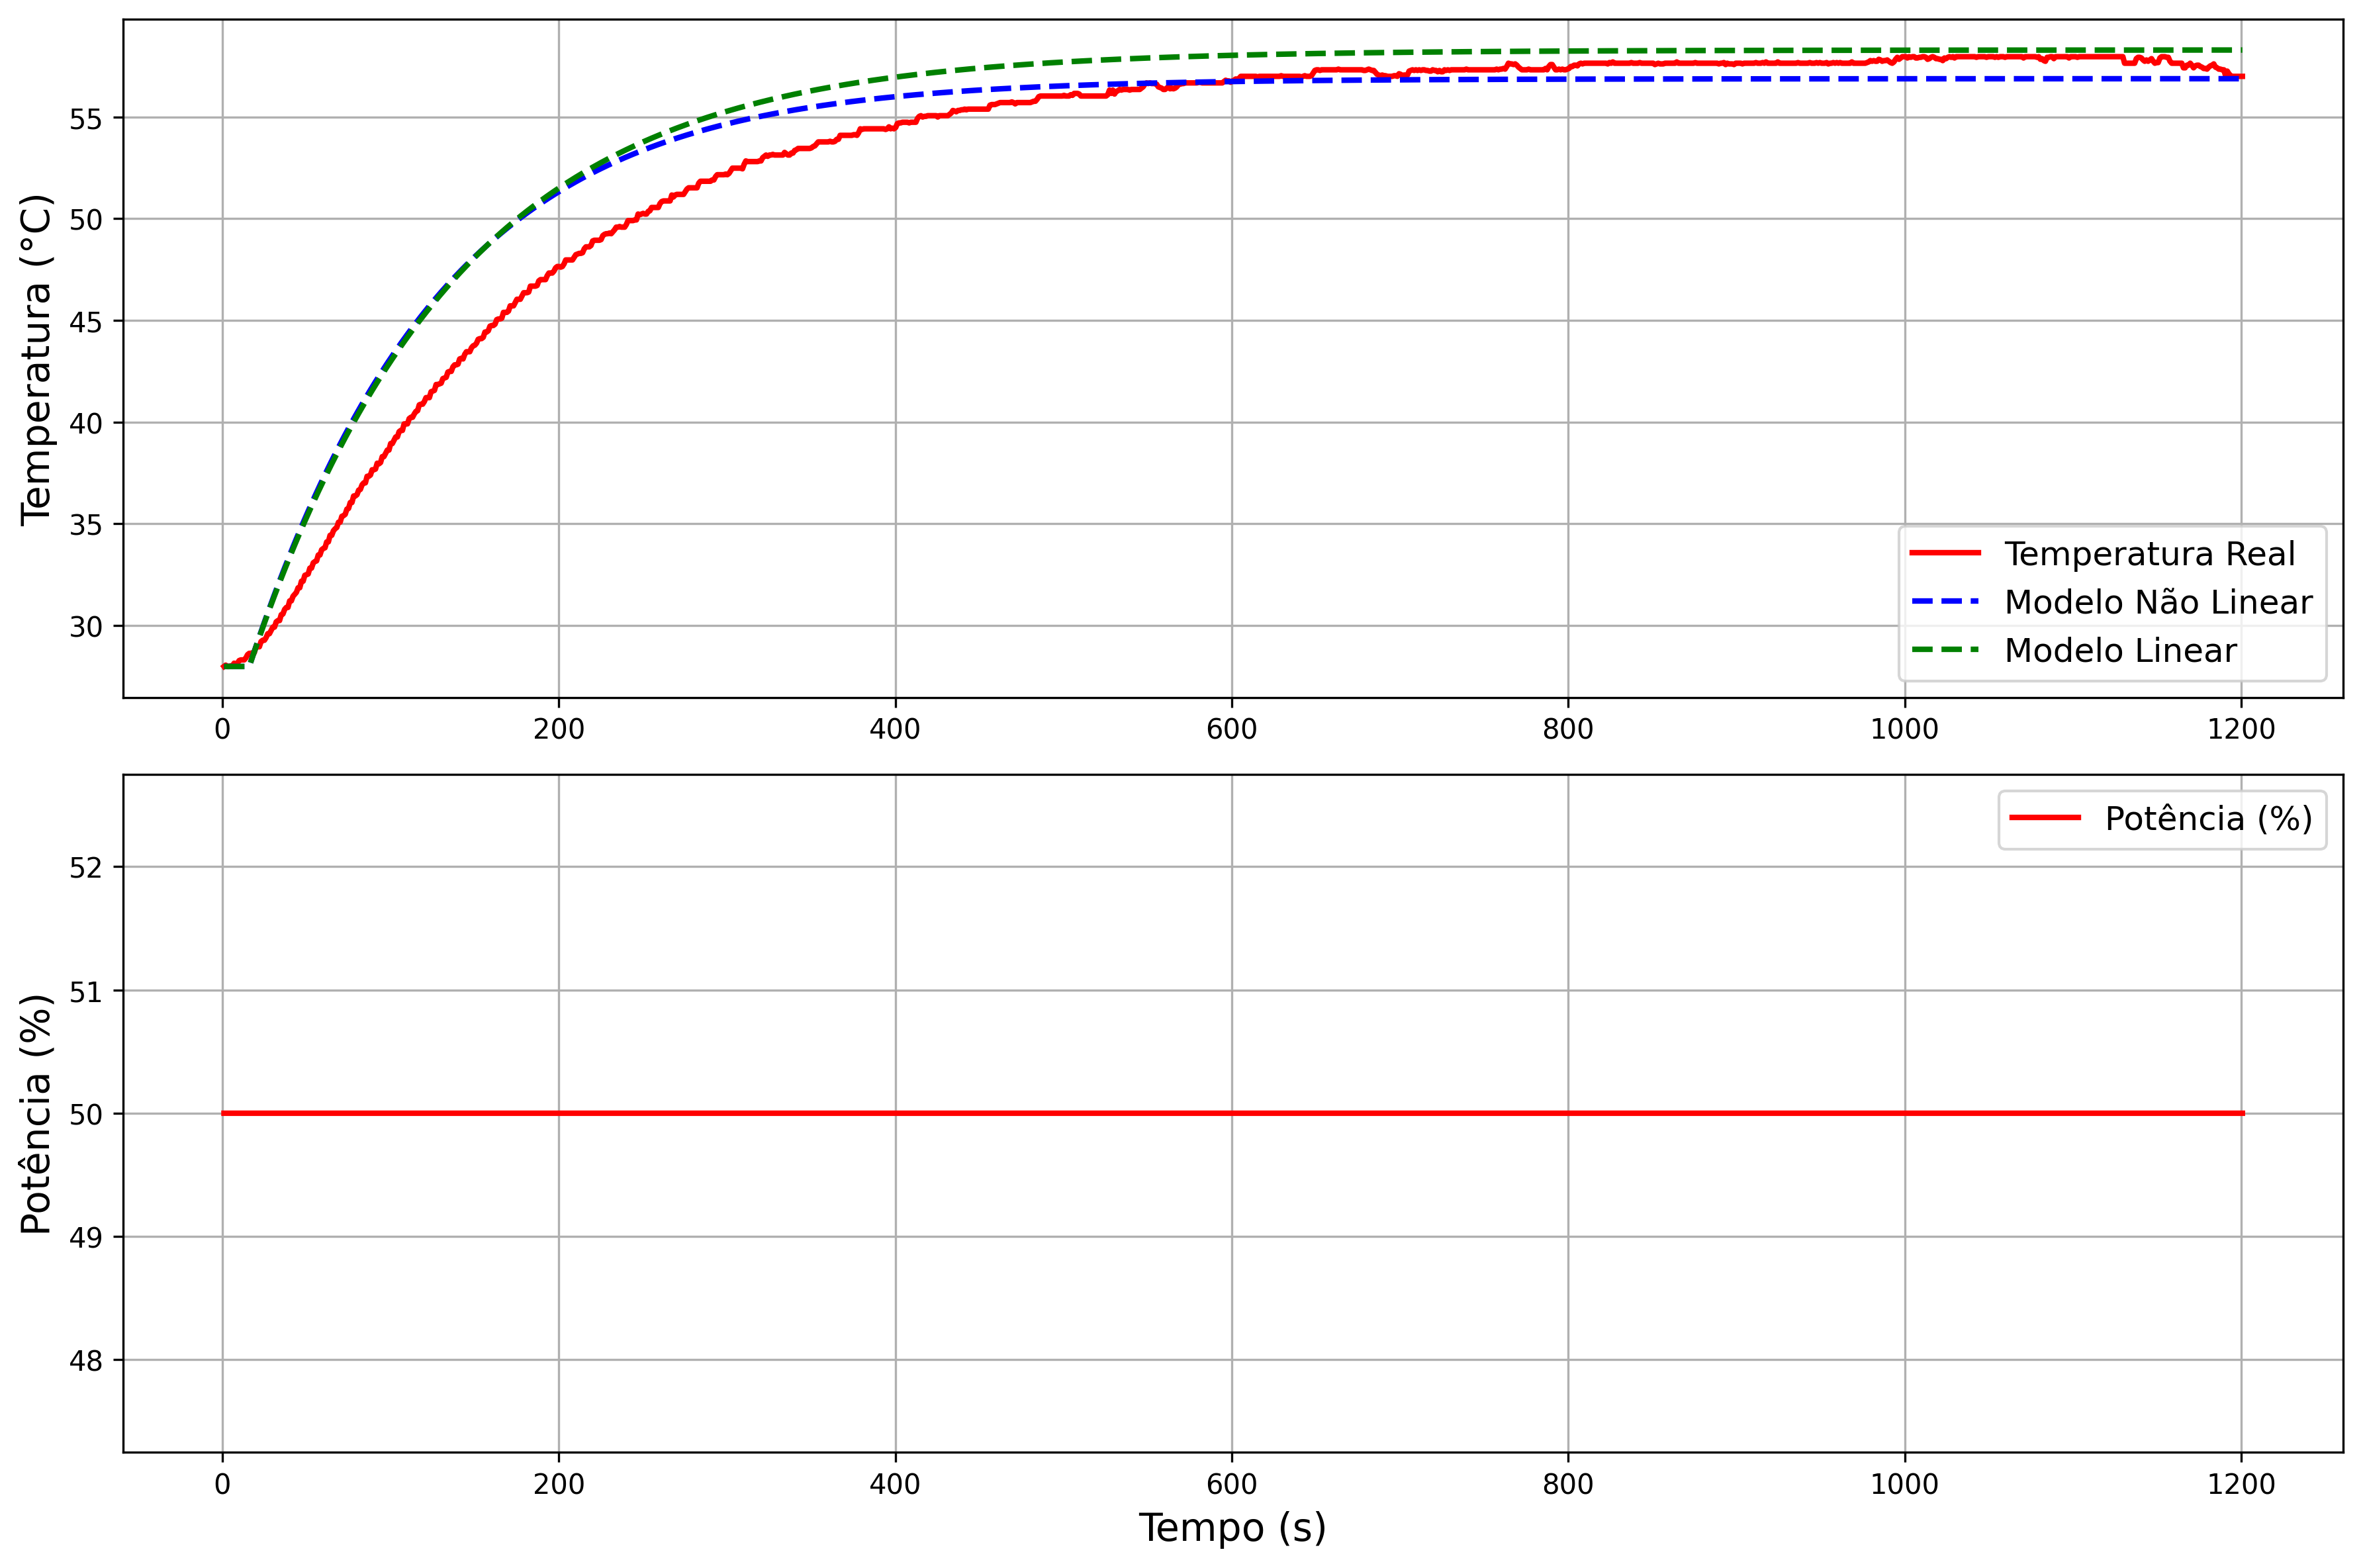 Temperatura (°C)
55
50
45
40
35
30
Temperatura Real
Modelo Não Linear
Modelo Linear
0 200 400 600 800 1000 1200
Potência (%)
52
51
50
49
48
Potência (%)
0 200 400 600 800 1000 1200
Tempo (s)